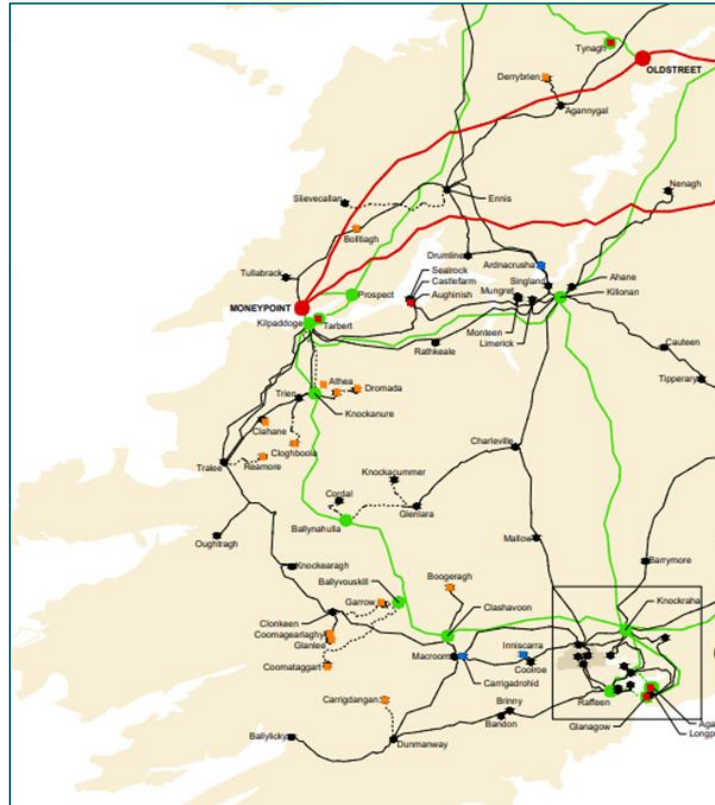 Tynagh
OLDSTREET
Derrybrien
Agannygal
Nenagh
Slievecallan
Ennis
Booltiagh
Drumline
Ardnacrusha
Sealrock
Castlefarm
Aughinish
Singland
Mungret
Ahane
Killonan
Tullabrack
Prospect
MONEYPOINT
Kilpaddoge
Tarbert
Monteen
Limerick
Rathkeale
Cauteen
Tipperary
Athea
Dromada
Trien
Knockanure
Clahane
Cloghboola
Reamore
Tralee
Charleville
Knockacummer
Cordal
Glenlara
Ballynahulla
Oughtragh
Mallow
Knockearagh
Barrymore
Ballyvouskill
Boogeragh
Garrow
Clashavoon
Knockraha
Clonkeen
Coomagearlaghy
Glanlee
Inniscarra
Macroom
Coolroe
Coomataggart
Carrigadrohid
Carrigdangan
Raffeen
Brinny
Bandon
Aga
Glanagow
Longp
Ballylicky
Dunmanway